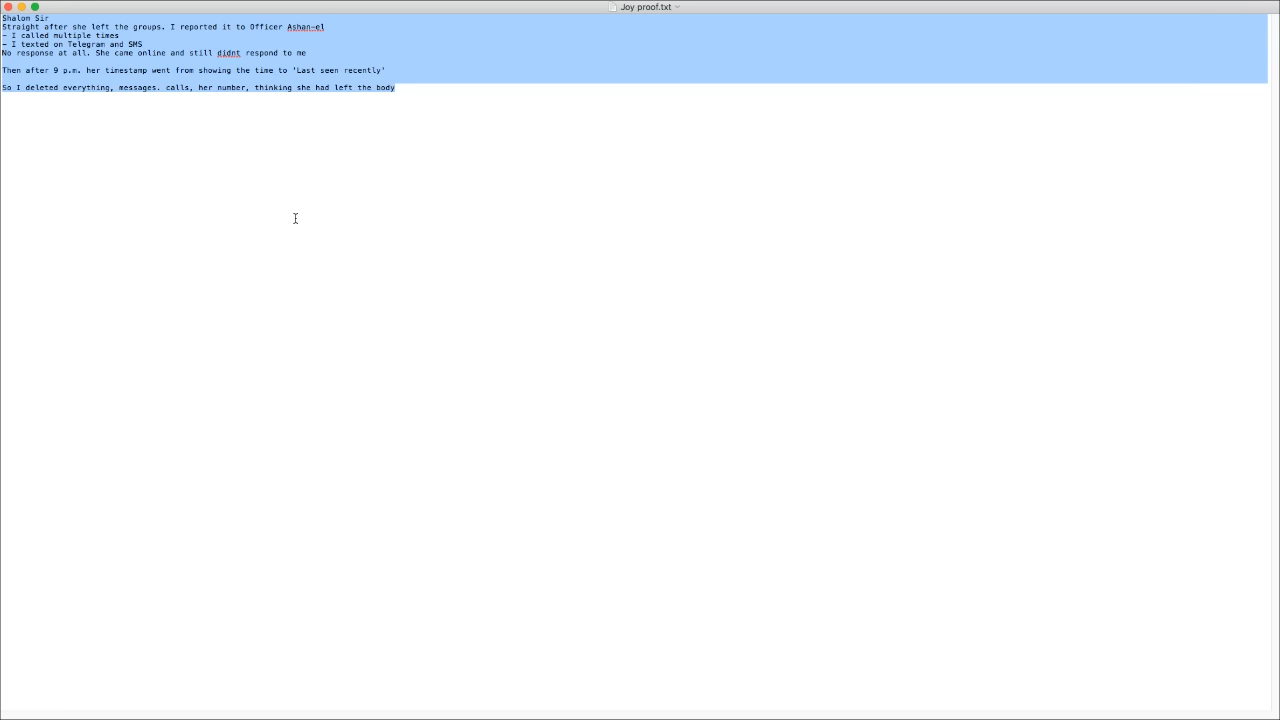 Joy proof.txt
Shalom Sir
Straight after she left the groups. I reported it to Officer Ashan-el
- I called multiple times
- I texted on Telegram and SMS
No response at all. She came online and still didnt respond to me
Then after 9 p.m. her timestamp went from showing the time to 'Last seen recently'
So I deleted everything, messages. calls, her number, thinking she had left the body